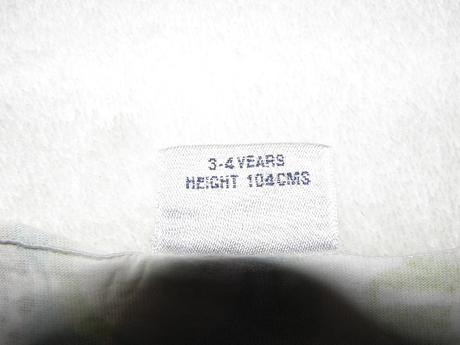 3-4 YEARS
HEIGHT 104CMS